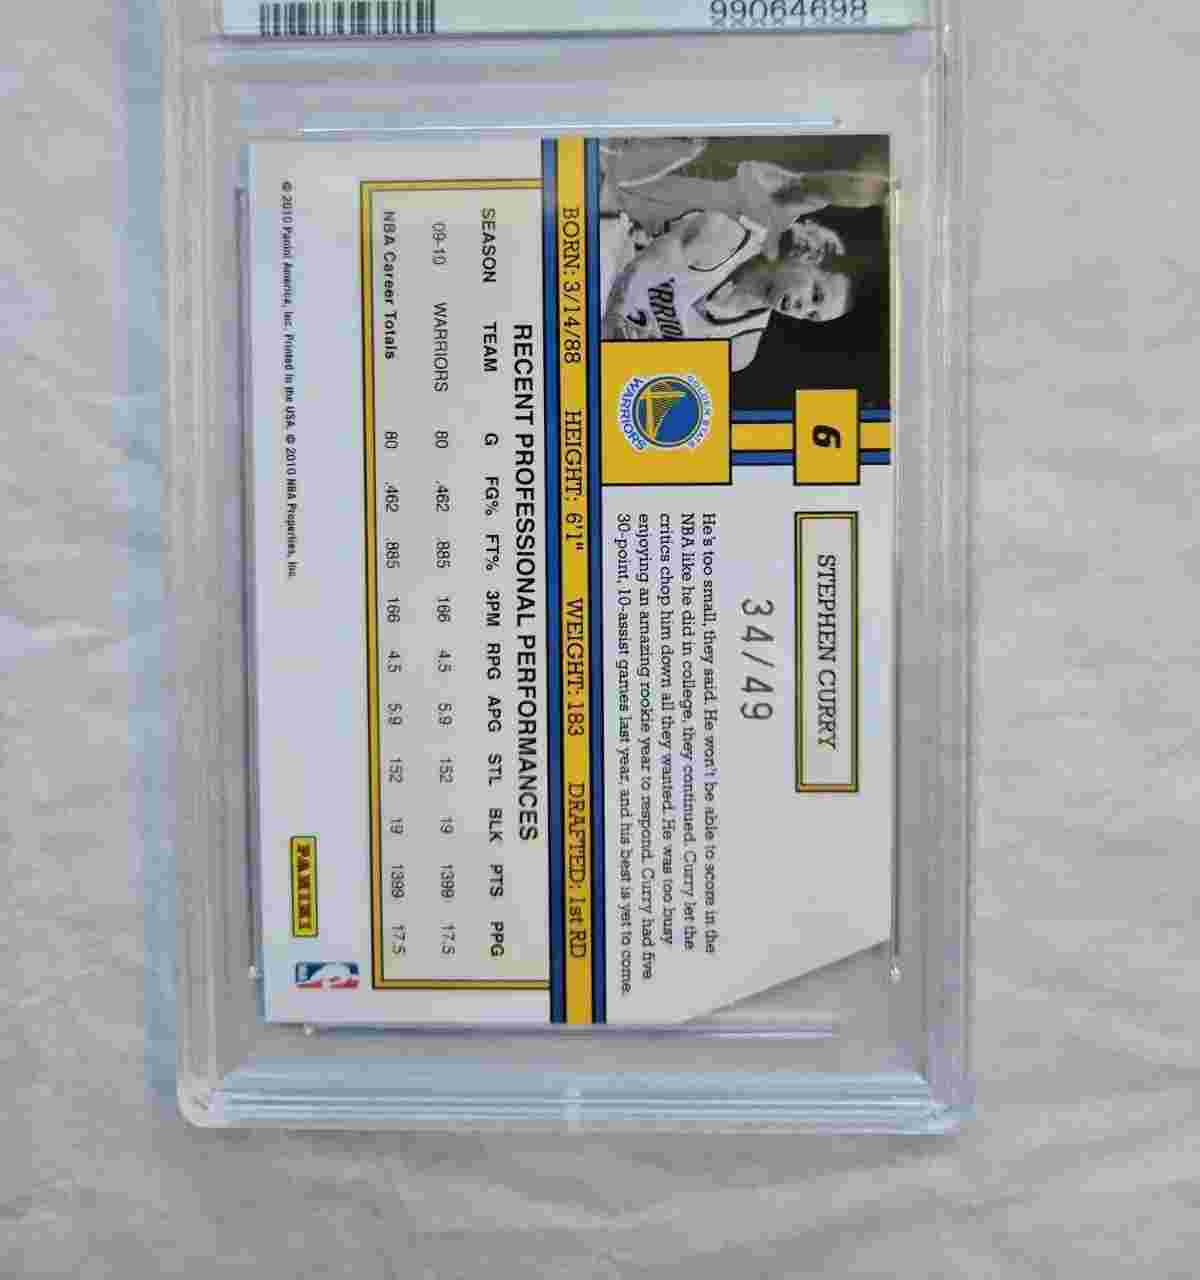 99064698
6
STEPHEN CURRY
34/49
He's too small, they said. He won't be able to score in the
NBA like he did in college, they continued. Curry let the
critics chop him down all they wanted. He was too busy
enjoying an amazing rookie year to respond. Curry had five
30-point, 10-assist games last year, and his best is yet to come.
GOLDEN STATE
WARRIORS
BORN: 3/14/88 HEIGHT: 6'1" WEIGHT: 183 DRAFTED: 1st RD
RECENT PROFESSIONAL PERFORMANCES
SEASON TEAM G FG% FT% 3PM RPG APG STL BLK PTS PPG
09-10 WARRIORS 80 .462 .885 166 4.5 5.9 152 19 1399 17.5
NBA Career Totals 80 .462 .885 166 4.5 5.9 152 19 1399 17.5
PANINI
© 2010 Panini America, Inc. Printed in the USA. © 2010 NBA Properties, Inc.